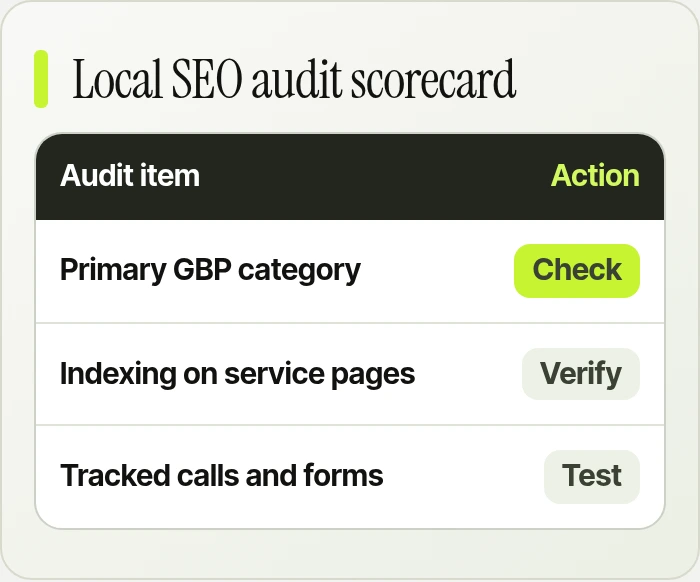 Local SEO audit scorecard
Audit item Action
Primary GBP category Check
Indexing on service pages Verify
Tracked calls and forms Test